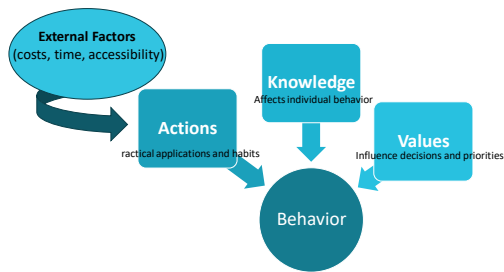 External Factors
(costs, time, accessibility)
Knowledge
Affects individual behavior
Actions
ractical applications and habits
Values
Influence decisions and priorities
Behavior